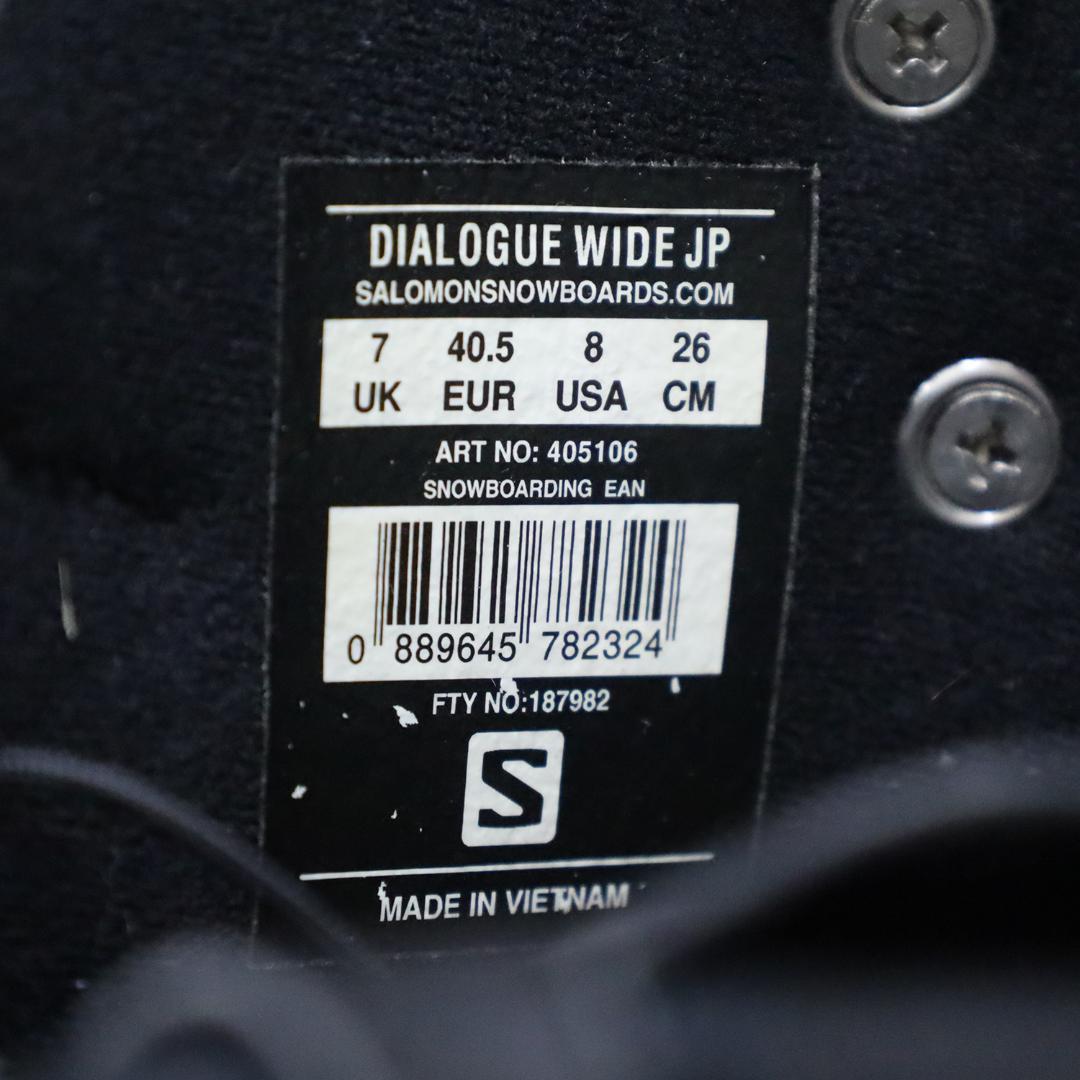 DIALOGUE WIDE JP
SALOMONSNOWBOARDS.COM
7 40.5 8 26
UK EUR USA CM
ART NO: 405106
SNOWBOARDING EAN
0 889645 782324
FTY NO:187982
S
MADE IN VIETNAM